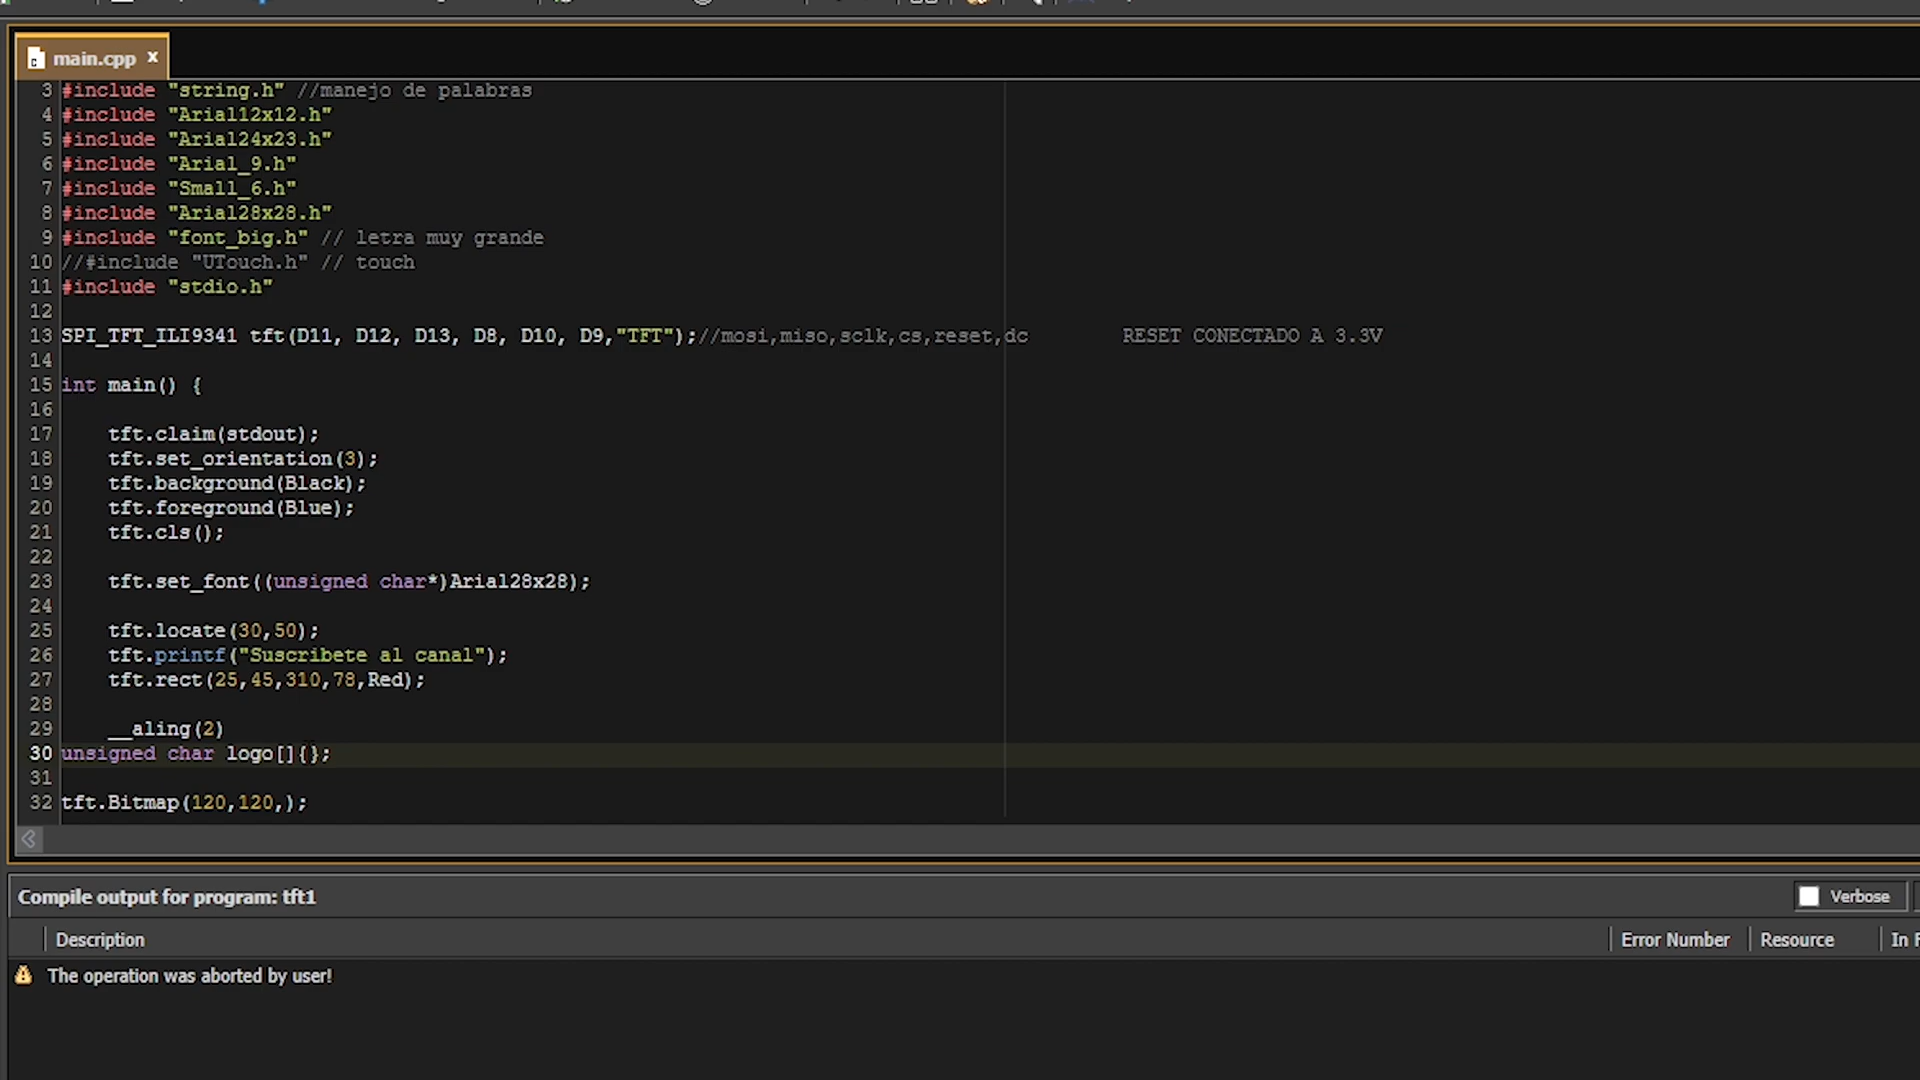 main.cpp x
3 #include "string.h" //manejo de palabras
4 #include "Arial12x12.h"
5 #include "Arial24x23.h"
6 #include "Arial_9.h"
7 #include "Small_6.h"
8 #include "Arial28x28.h"
9 #include "font_big.h" // letra muy grande
10 //#include "UTouch.h" // touch
11 #include "stdio.h"
12
13 SPI_TFT_ILI9341 tft(D11, D12, D13, D8, D10, D9,"TFT");//mosi,miso,sclk,cs,reset,dc        RESET CONECTADO A 3.3V
14
15 int main() {
16
17     tft.claim(stdout);
18     tft.set_orientation(3);
19     tft.background(Black);
20     tft.foreground(Blue);
21     tft.cls();
22
23     tft.set_font((unsigned char*)Arial28x28);
24
25     tft.locate(30,50);
26     tft.printf("Suscribete al canal");
27     tft.rect(25,45,310,78,Red);
28
29     __aling(2)
30 unsigned char logo[]{};
31
32 tft.Bitmap(120,120,);
Compile output for program: tft1
Verbose
Description Error Number Resource In
The operation was aborted by user!